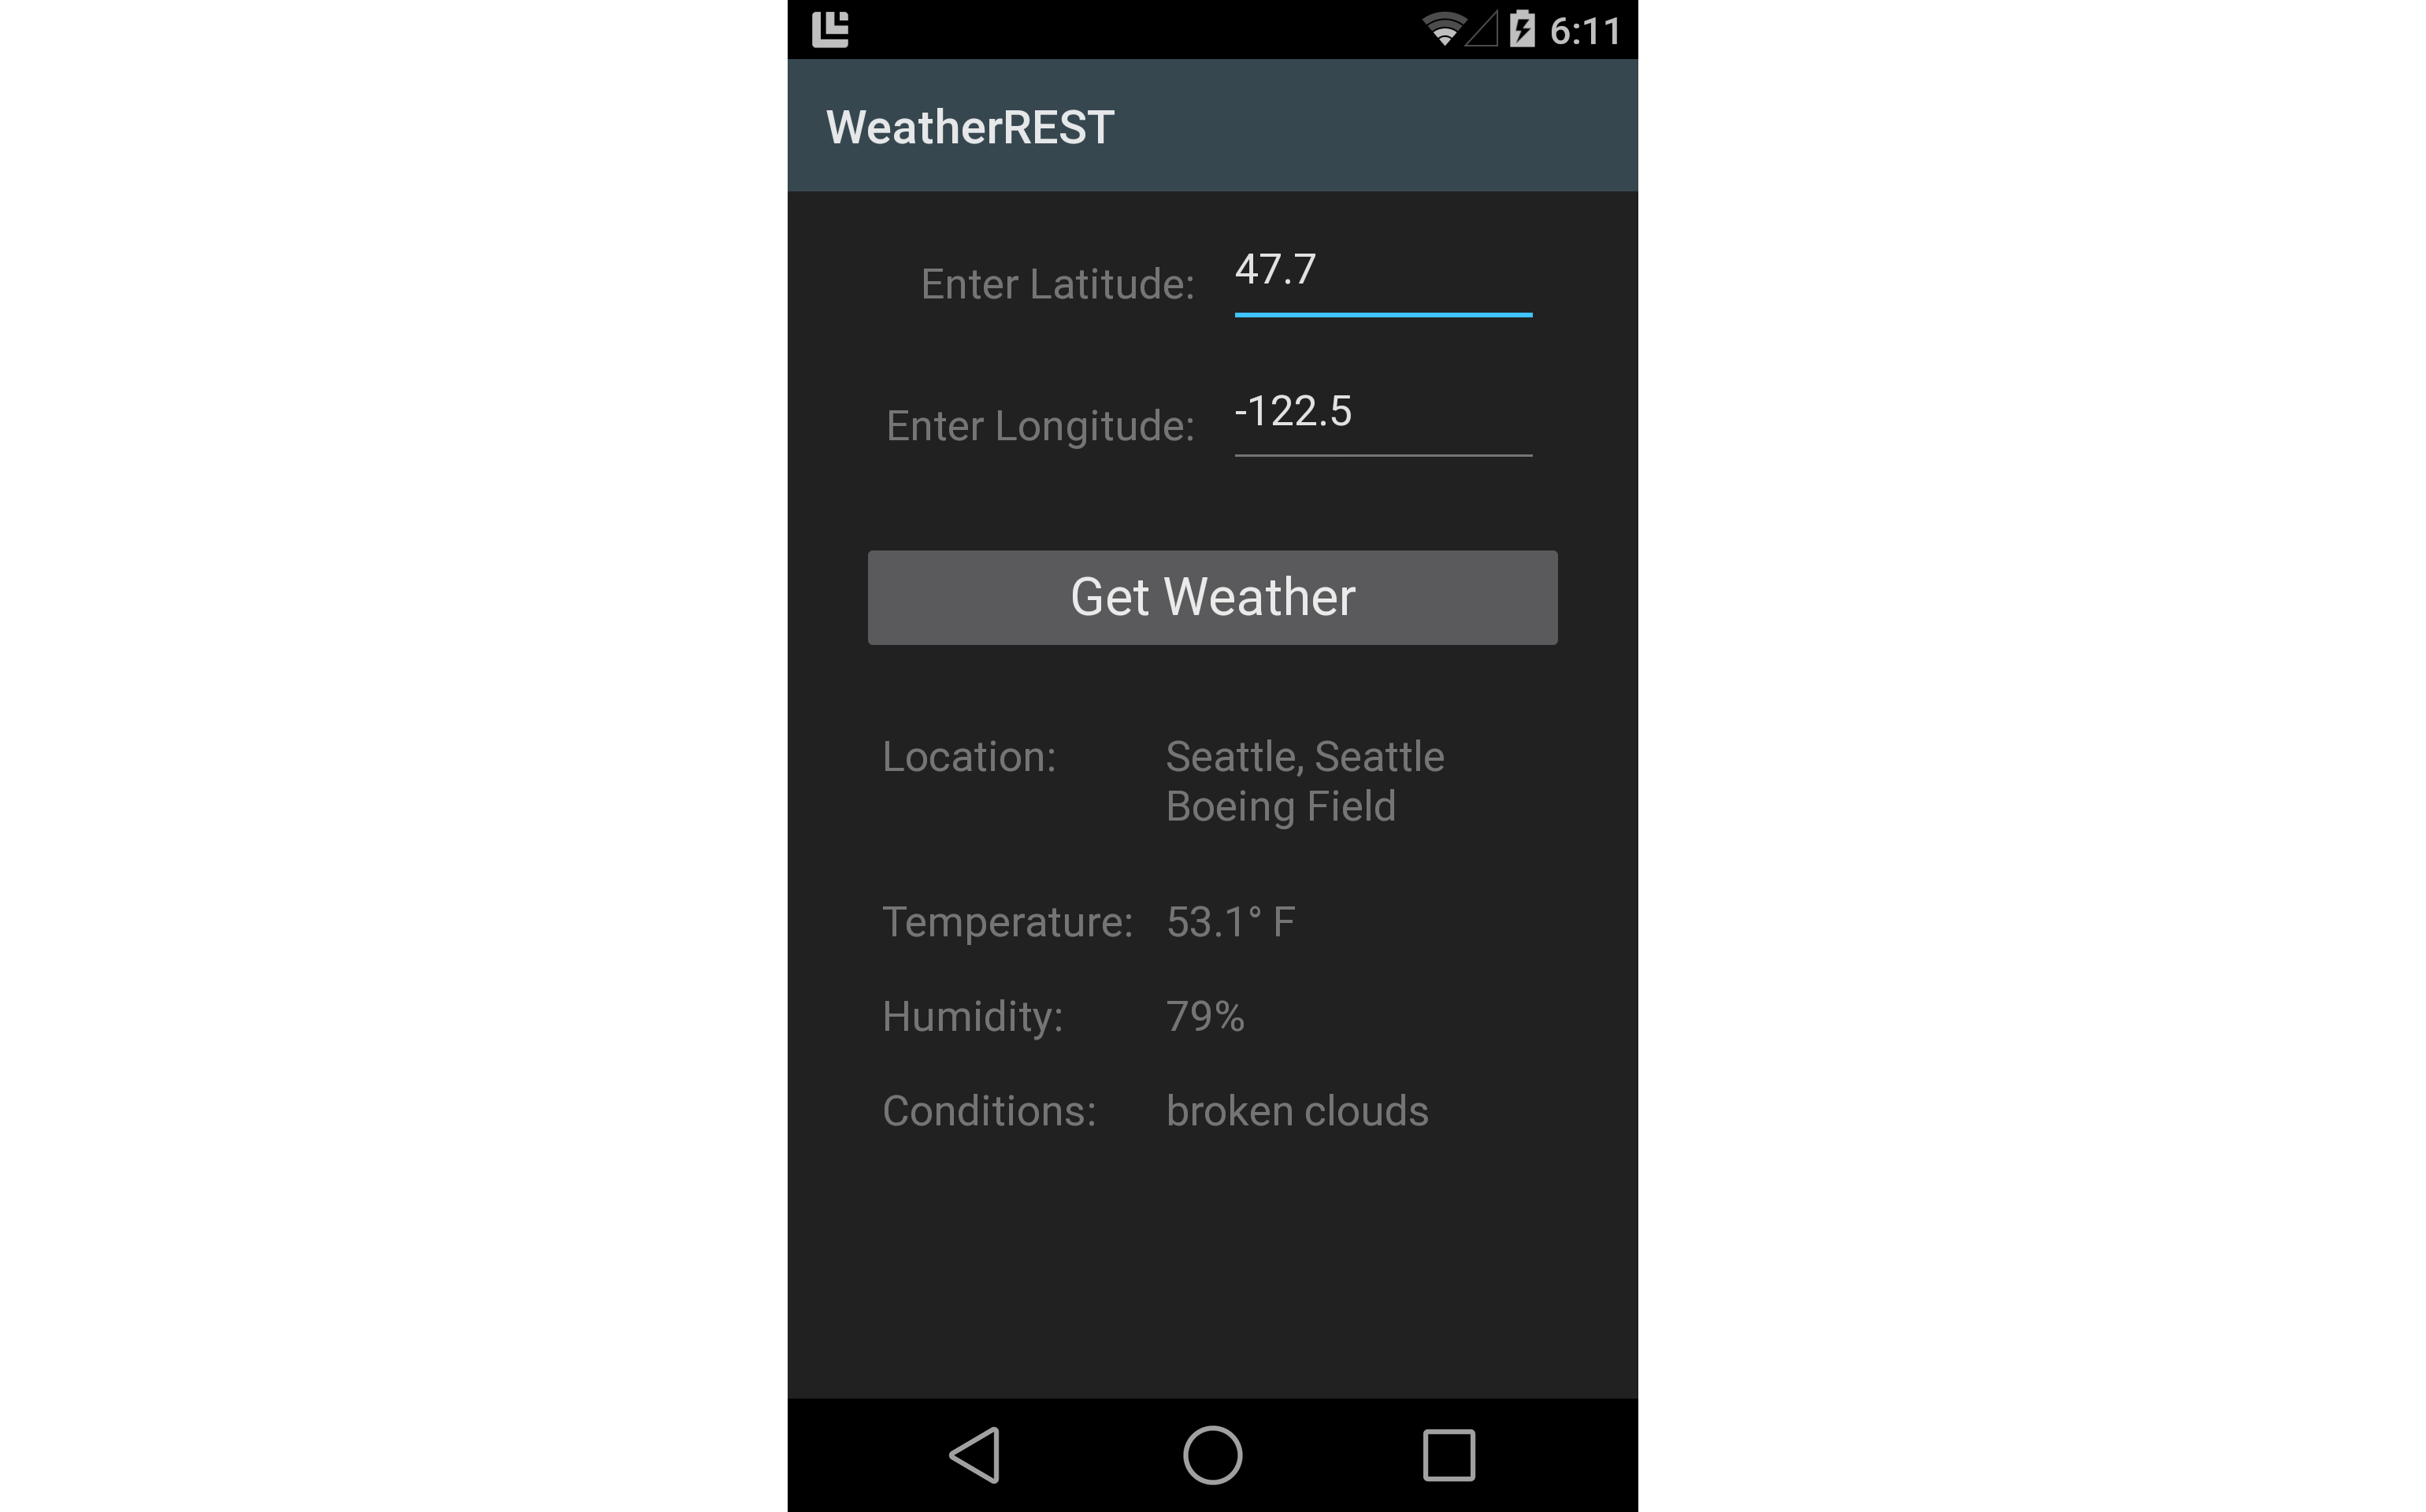 6:11
WeatherREST
Enter Latitude: 47.7
Enter Longitude: -122.5
Get Weather
Location: Seattle, Seattle
Boeing Field
Temperature: 53.1° F
Humidity: 79%
Conditions: broken clouds